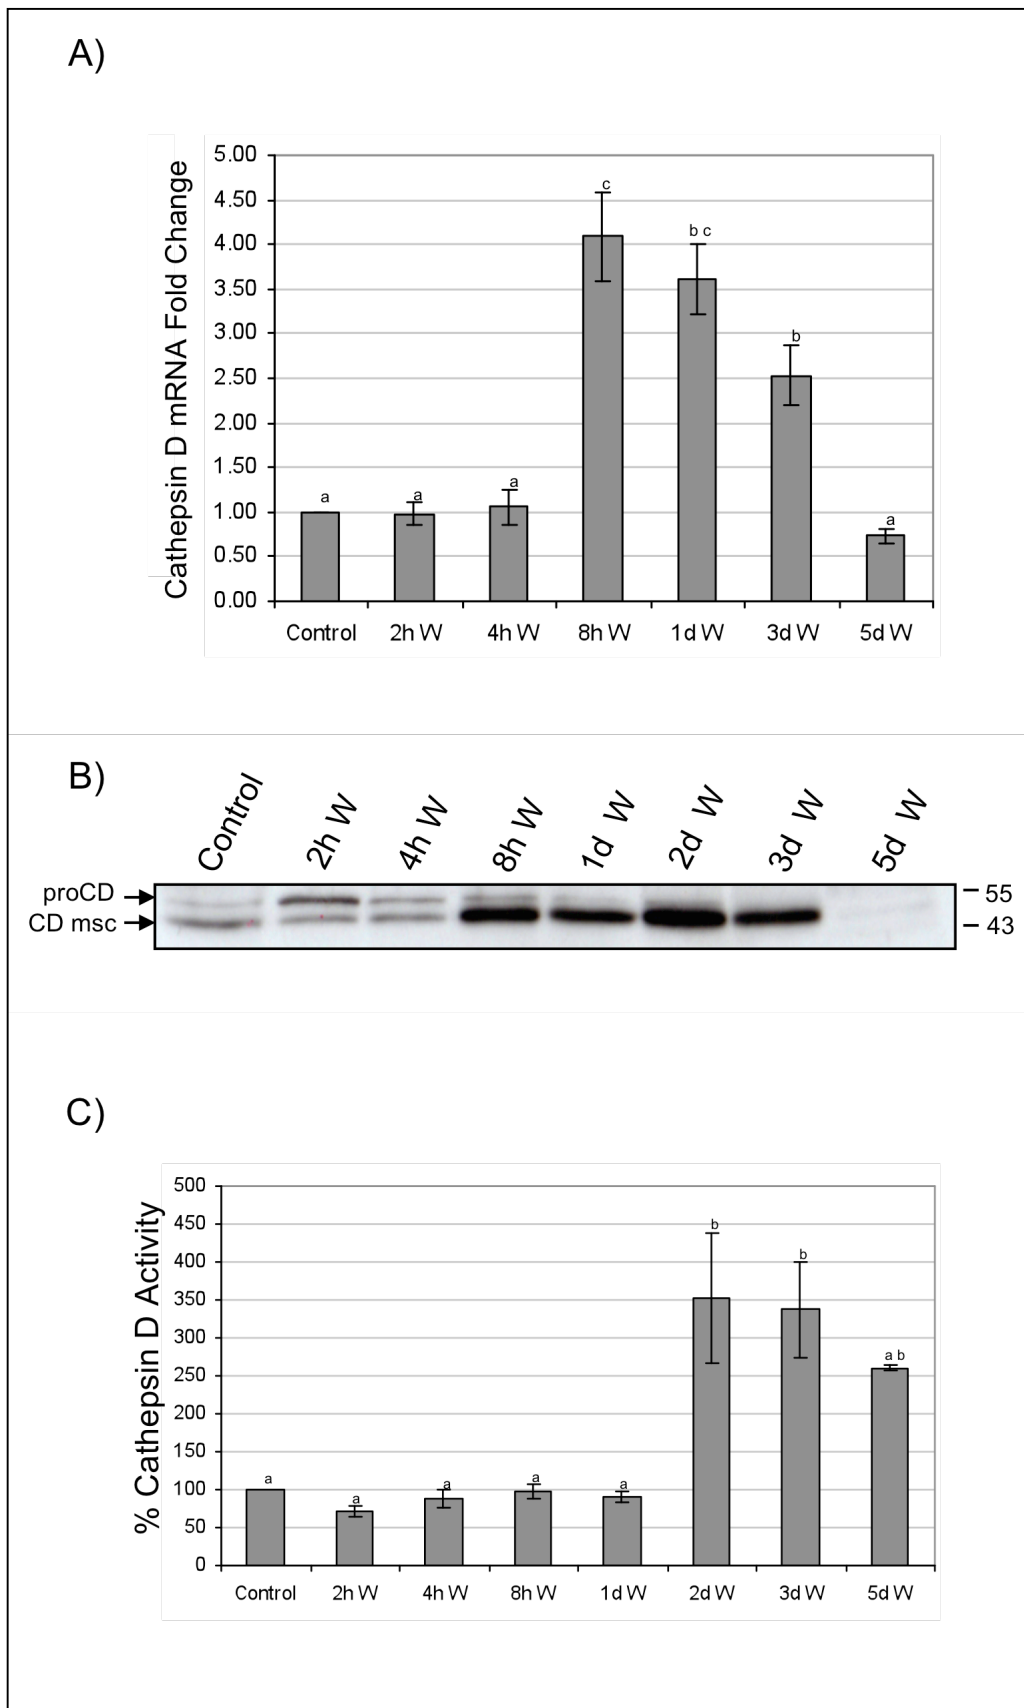 A)
Cathepsin D mRNA Fold Change
5.00
4.50
4.00
3.50
3.00
2.50
2.00
1.50
1.00
0.50
0.00
a a a c b c b a
Control 2h W 4h W 8h W 1d W 3d W 5d W
B)
Control 2h W 4h W 8h W 1d W 2d W 3d W 5d W
proCD
CD msc
55
43
C)
% Cathepsin D Activity
500
450
400
350
300
250
200
150
100
50
0
a a a a a b b a b
Control 2h W 4h W 8h W 1d W 2d W 3d W 5d W